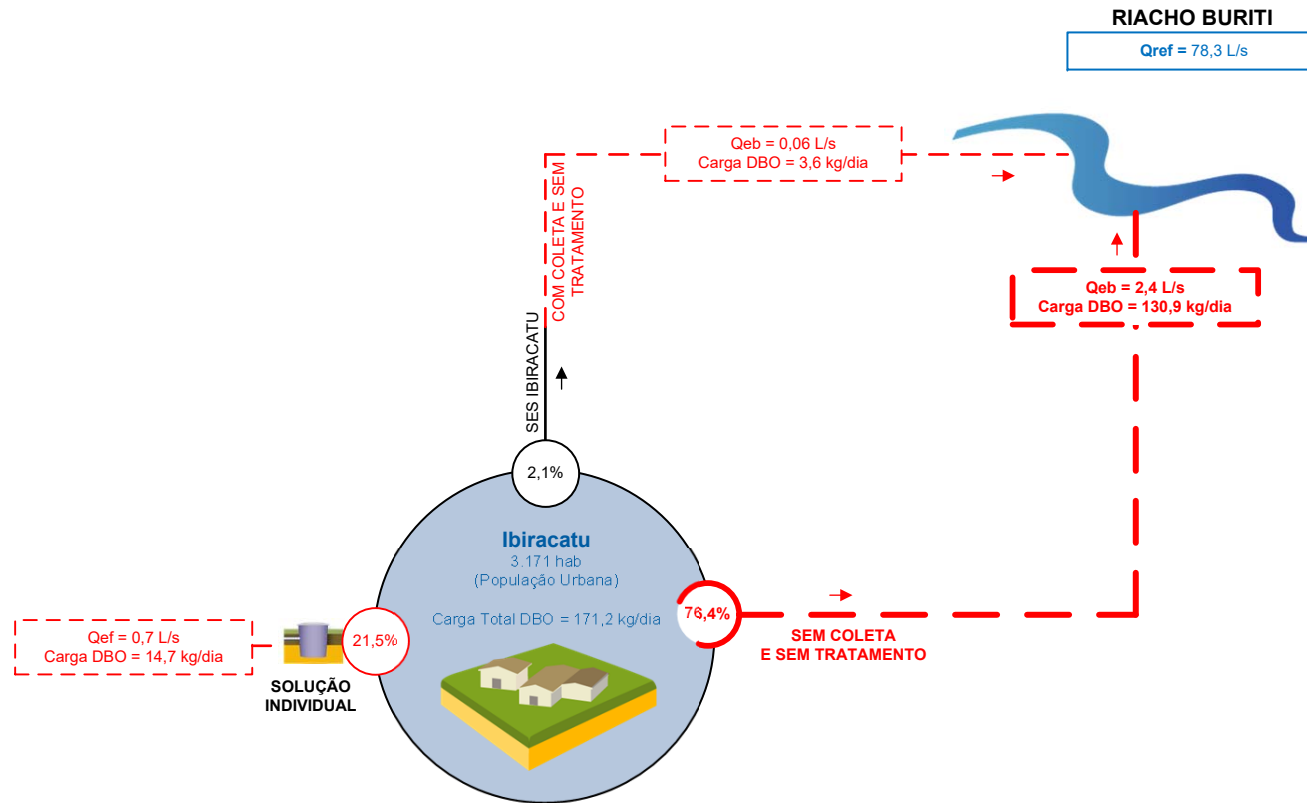 RIACHO BURITI
Qref = 78,3 L/s
Qeb = 0,06 L/s
Carga DBO = 3,6 kg/dia
COM COLETA E SEM
TRATAMENTO
Qeb = 2,4 L/s
Carga DBO = 130,9 kg/dia
SES IBIRACATU
2,1%
Ibiracatu
3.171 hab
(População Urbana)
Carga Total DBO = 171,2 kg/dia
76,4%
SEM COLETA
E SEM TRATAMENTO
21,5%
Qef = 0,7 L/s
Carga DBO = 14,7 kg/dia
SOLUÇÃO
INDIVIDUAL